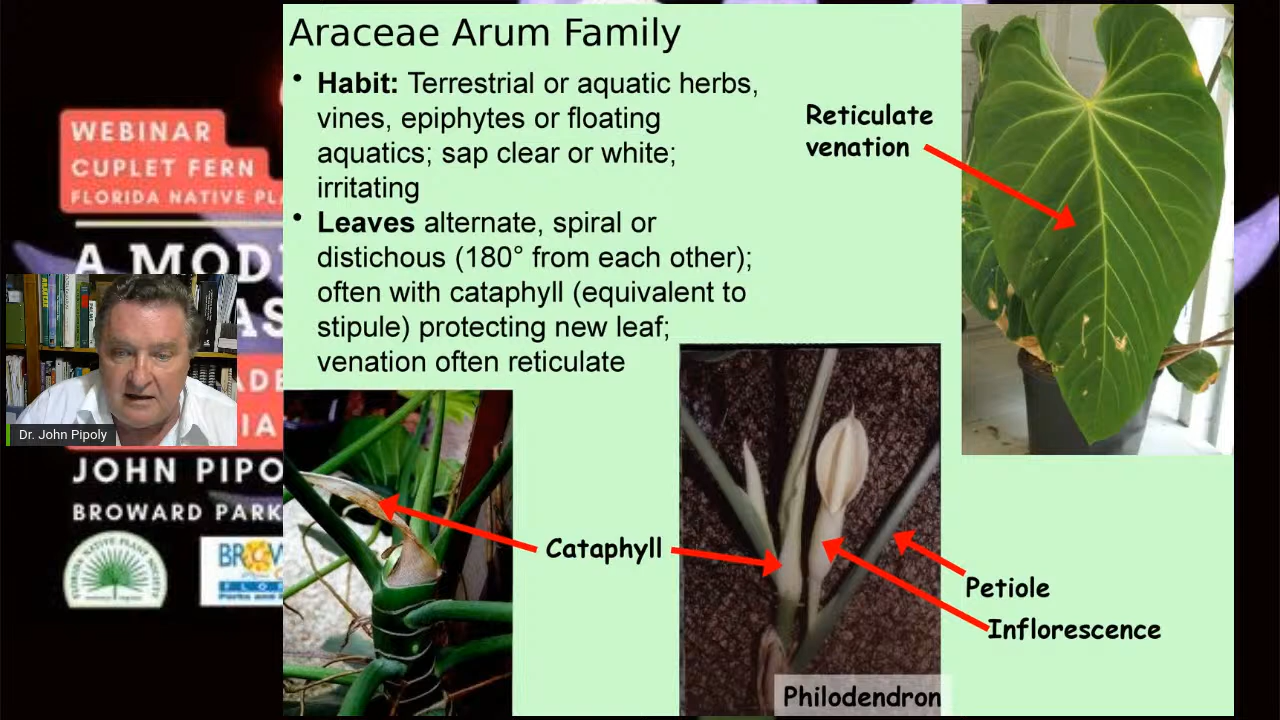 Araceae Arum Family
• Habit: Terrestrial or aquatic herbs,
vines, epiphytes or floating
aquatics; sap clear or white;
irritating
• Leaves alternate, spiral or
distichous (180° from each other);
often with cataphyll (equivalent to
stipule) protecting new leaf;
venation often reticulate
Reticulate
venation
Cataphyll
Petiole
Inflorescence
Philodendron
WEBINAR
CUPLET FERN
FLORIDA NATIVE PLA
A MOD
AS
ADE
IA
JOHN PIPO
BROWARD PARK
Dr. John Pipoly